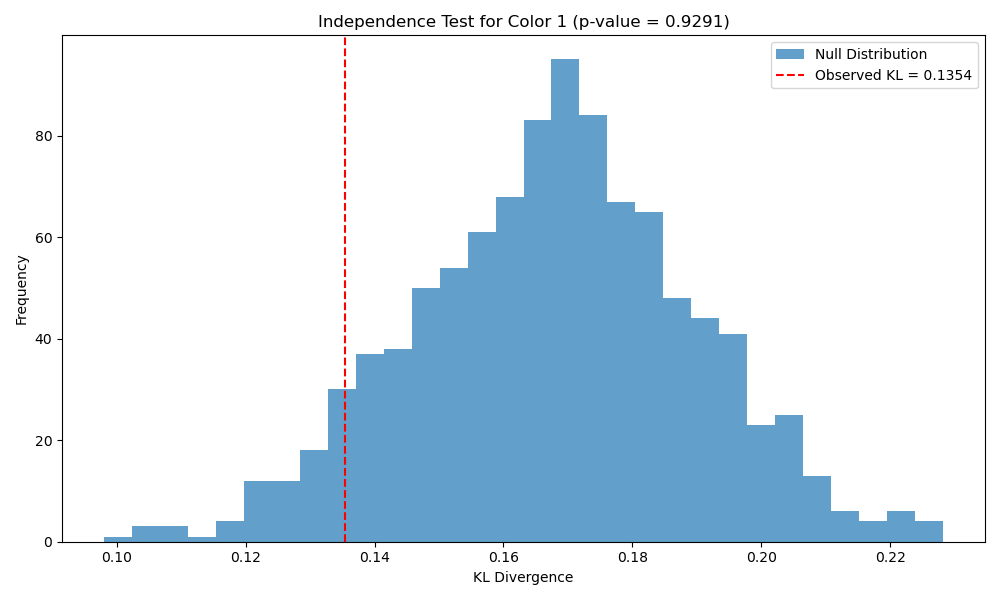 Independence Test for Color 1 (p-value = 0.9291)
Null Distribution
Observed KL = 0.1354
Frequency
80
60
40
20
0
0.10 0.12 0.14 0.16 0.18 0.20 0.22
KL Divergence